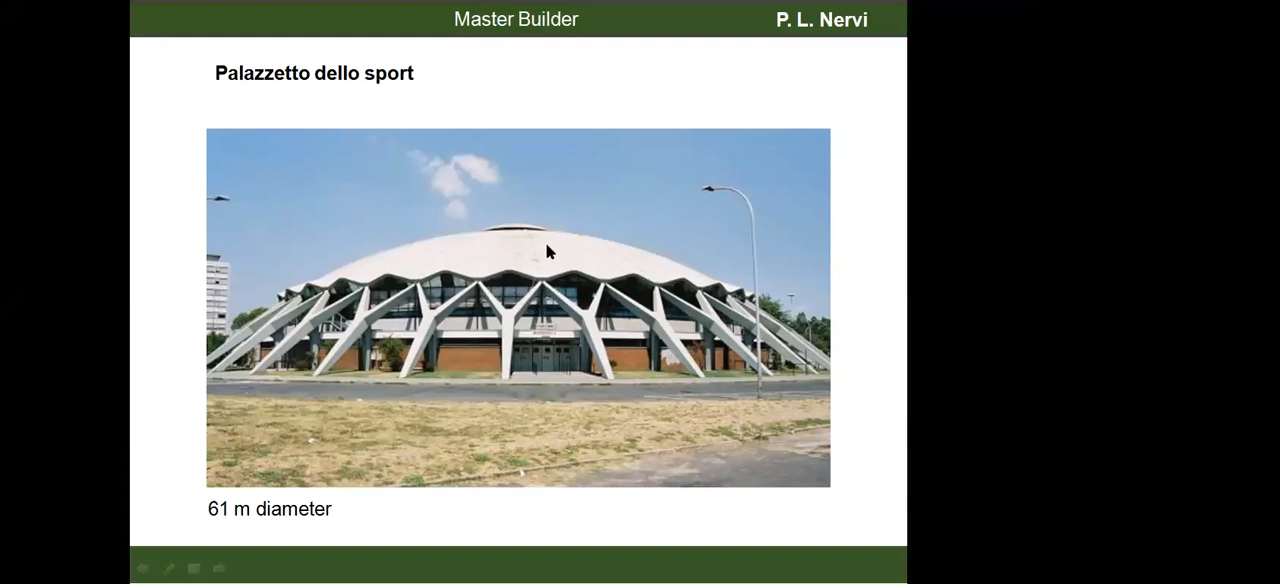 Master Builder
P. L. Nervi
Palazzetto dello sport
61 m diameter